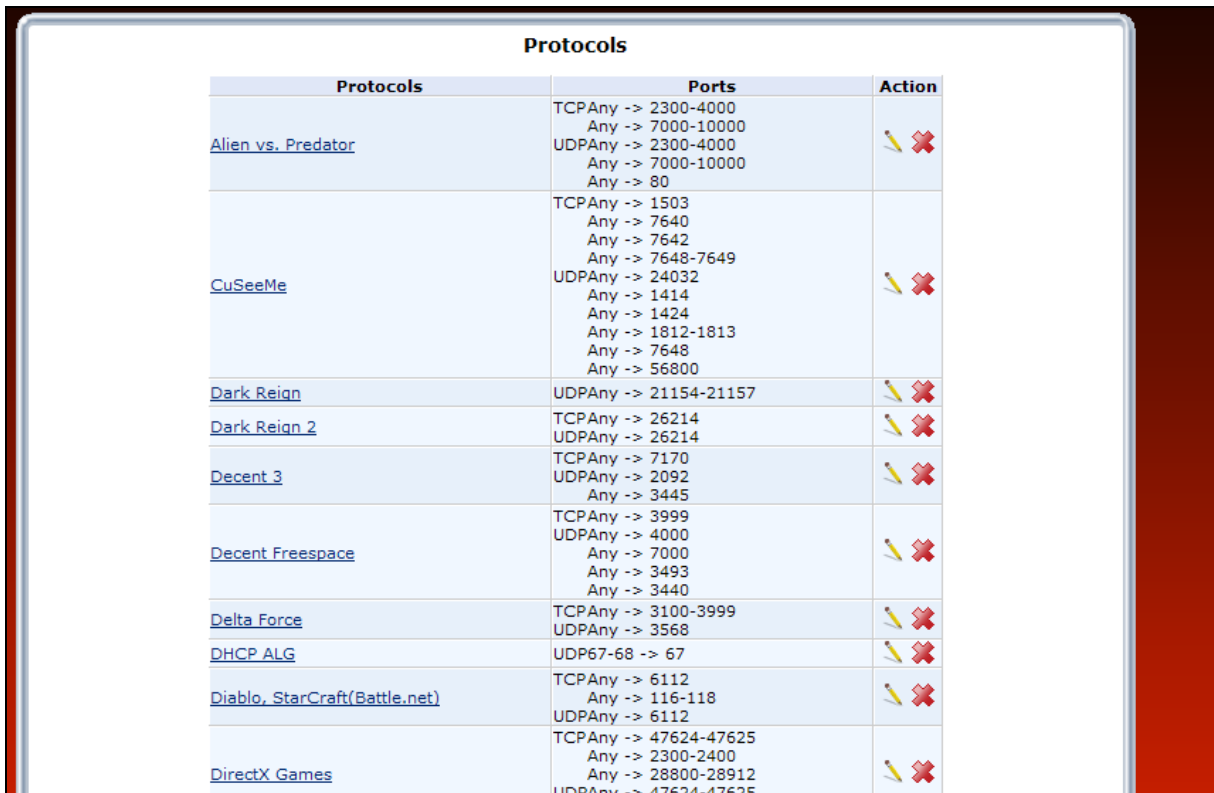 Protocols
Protocols Ports Action
Alien vs. Predator
TCPAny -> 2300-4000
Any -> 7000-10000
UDPAny -> 2300-4000
Any -> 7000-10000
Any -> 80
CuSeeMe
TCPAny -> 1503
Any -> 7640
Any -> 7642
Any -> 7648-7649
UDPAny -> 24032
Any -> 1414
Any -> 1424
Any -> 1812-1813
Any -> 7648
Any -> 56800
Dark Reign
UDPAny -> 21154-21157
Dark Reign 2
TCPAny -> 26214
UDPAny -> 26214
Decent 3
TCPAny -> 7170
UDPAny -> 2092
Any -> 3445
Decent Freespace
TCPAny -> 3999
UDPAny -> 4000
Any -> 7000
Any -> 3493
Any -> 3440
Delta Force
TCPAny -> 3100-3999
UDPAny -> 3568
DHCP ALG
UDP67-68 -> 67
Diablo, StarCraft(Battle.net)
TCPAny -> 6112
Any -> 116-118
UDPAny -> 6112
DirectX Games
TCPAny -> 47624-47625
Any -> 2300-2400
Any -> 28800-28912
UDPAny -> 47624-47625